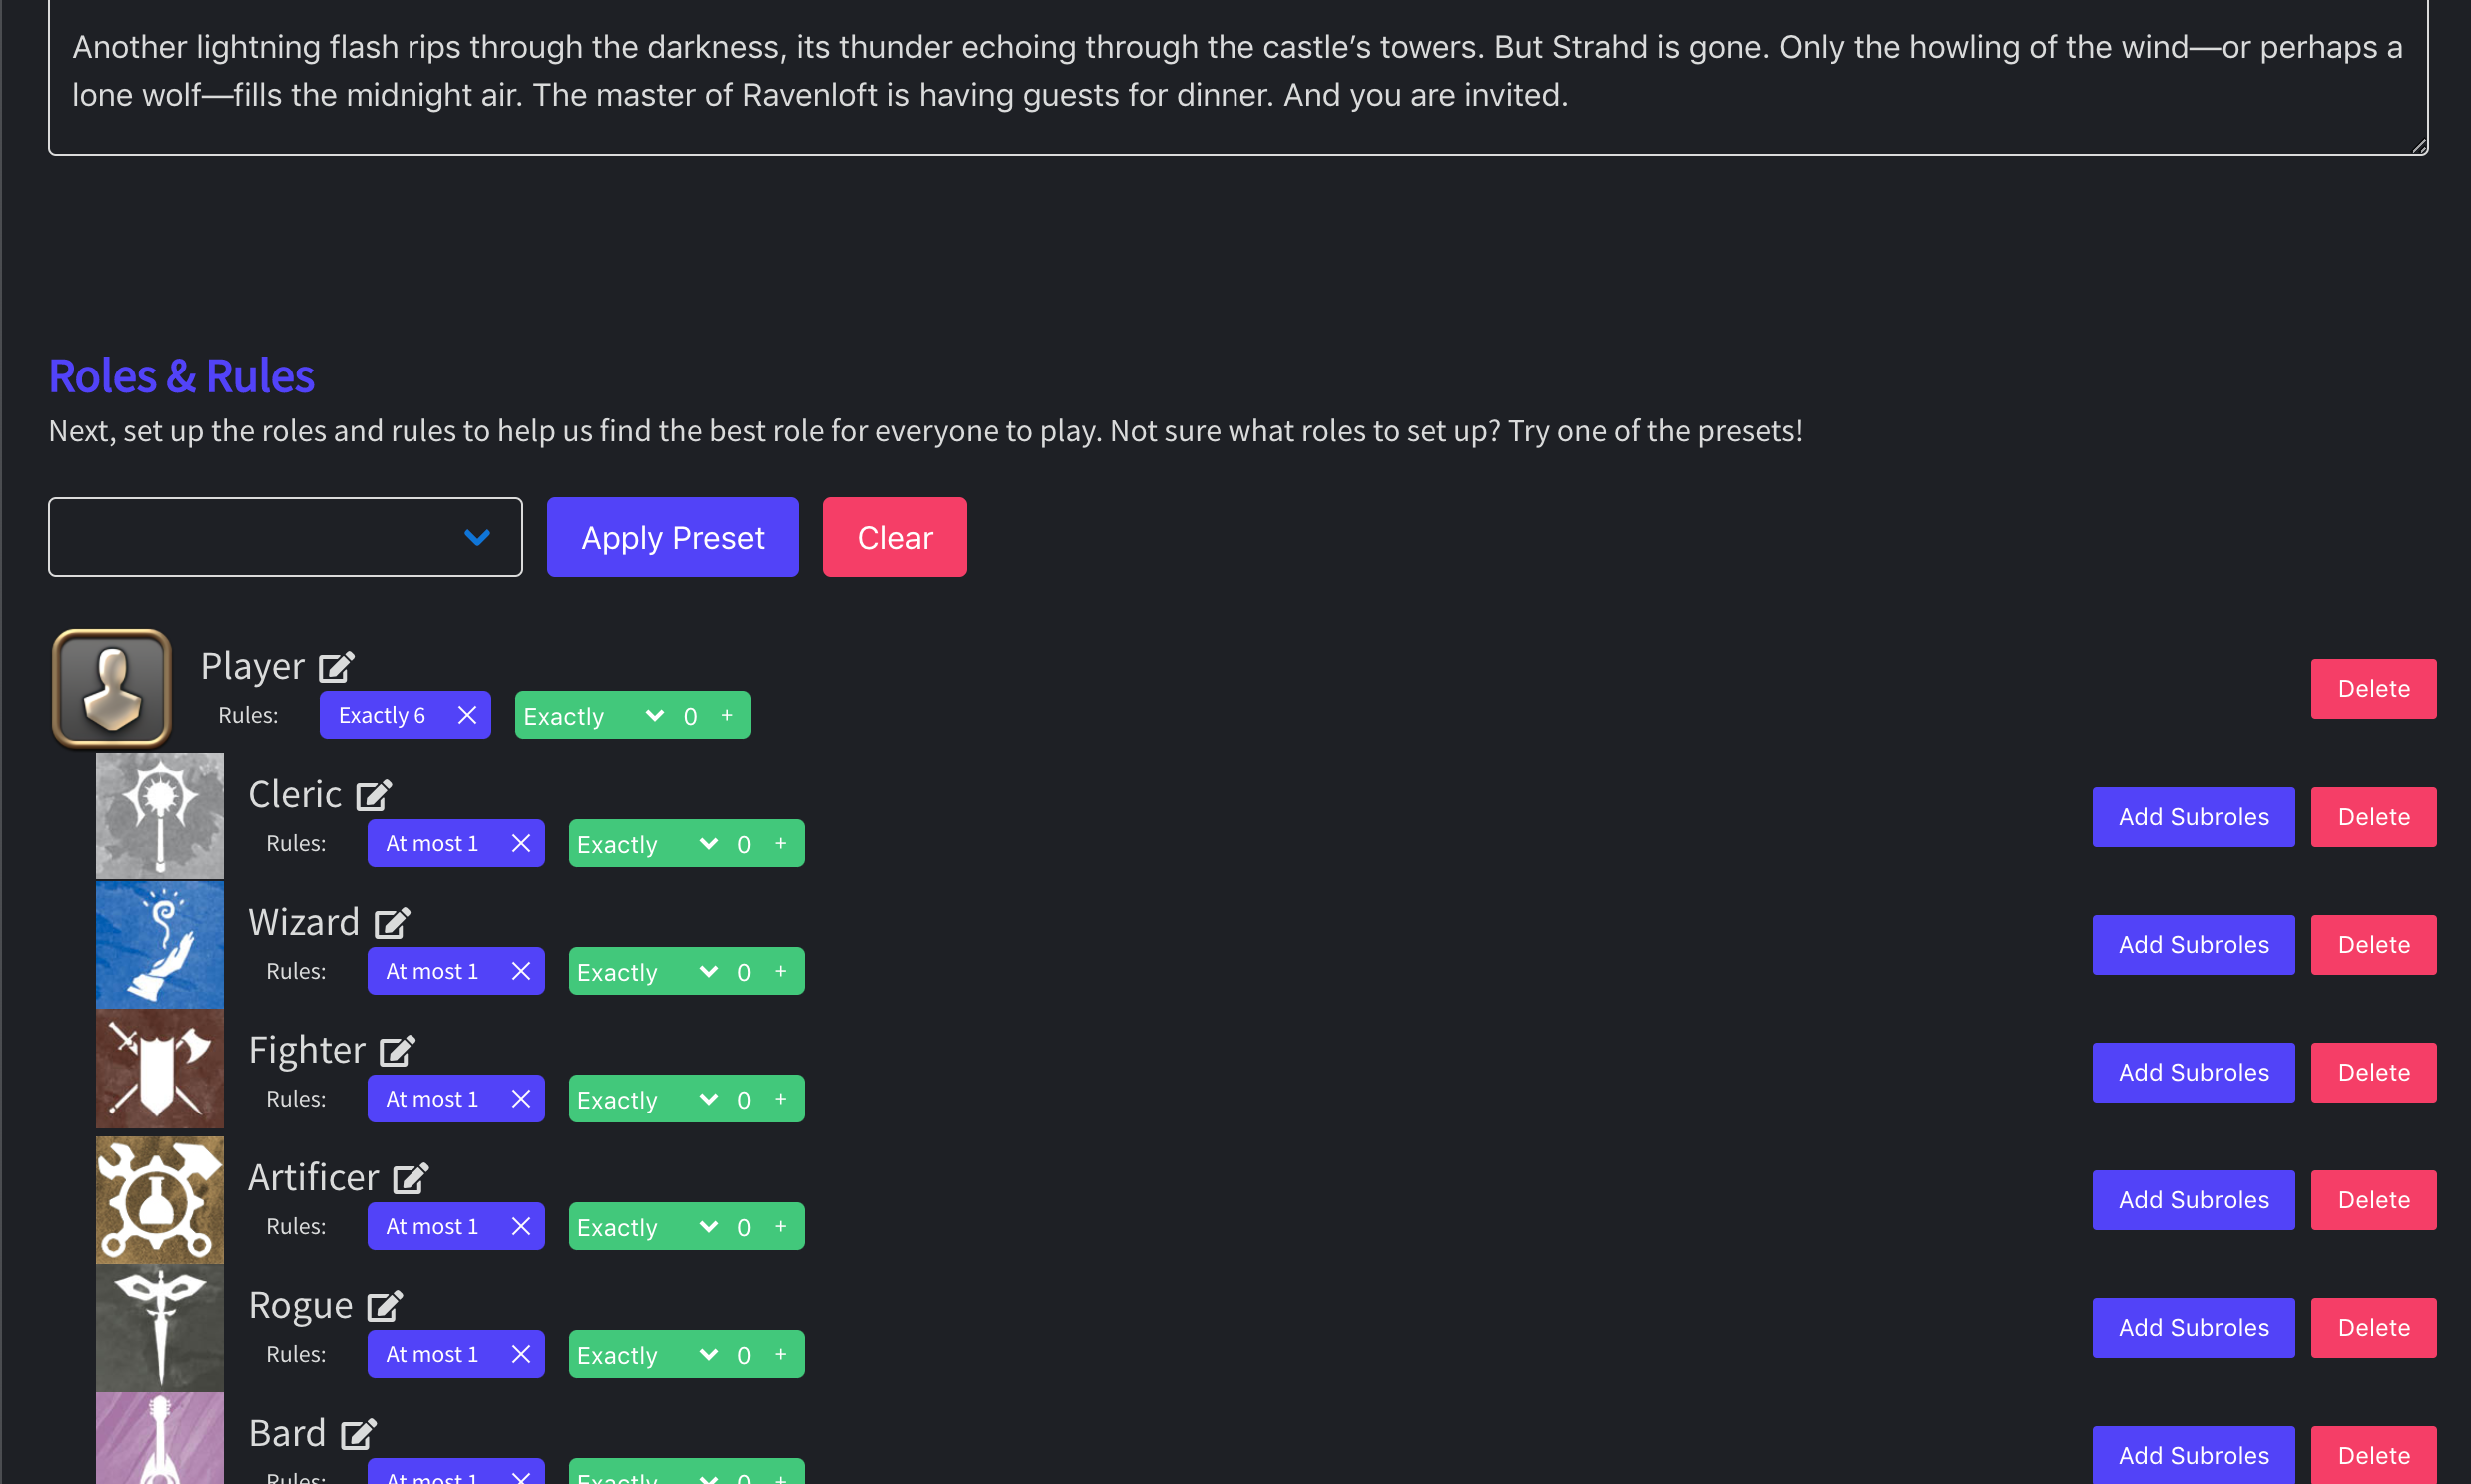 Another lightning flash rips through the darkness, its thunder echoing through the castle’s towers. But Strahd is gone. Only the howling of the wind—or perhaps a
lone wolf—fills the midnight air. The master of Ravenloft is having guests for dinner. And you are invited.
Roles & Rules
Next, set up the roles and rules to help us find the best role for everyone to play. Not sure what roles to set up? Try one of the presets!
Apply Preset Clear
Player
Rules: Exactly 6 Exactly 0 +
Delete
Cleric
Rules: At most 1 Exactly 0 +
Add Subroles Delete
Wizard
Rules: At most 1 Exactly 0 +
Add Subroles Delete
Fighter
Rules: At most 1 Exactly 0 +
Add Subroles Delete
Artificer
Rules: At most 1 Exactly 0 +
Add Subroles Delete
Rogue
Rules: At most 1 Exactly 0 +
Add Subroles Delete
Bard
Rules: At most 1 Exactly 0 +
Add Subroles Delete